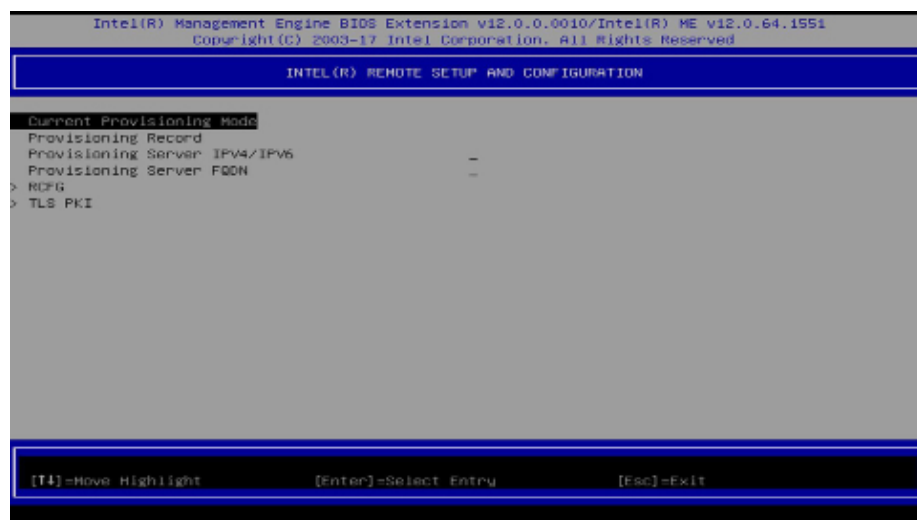 Intel(R) Management Engine BIOS Extension v12.0.0.0010/Intel(R) ME v12.0.64.1551
Copyright(C) 2003-17 Intel Corporation. All Rights Reserved
INTEL(R) REMOTE SETUP AND CONFIGURATION
Current Provisioning Mode
Provisioning Record
Provisioning Server IPV4/IPV6 _
Provisioning Server FQDN _
> RCFG
> TLS PKI
[↑↓]=Move Highlight [Enter]=Select Entry [Esc]=Exit